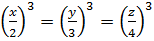 (x/2)³ = (y/3)³ = (z/4)³